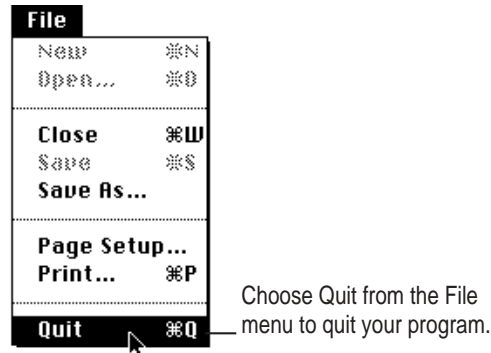 File
New ⌘N
Open... ⌘O
Close ⌘W
Save ⌘S
Save As...
Page Setup...
Print... ⌘P
Quit ⌘Q
Choose Quit from the File
menu to quit your program.